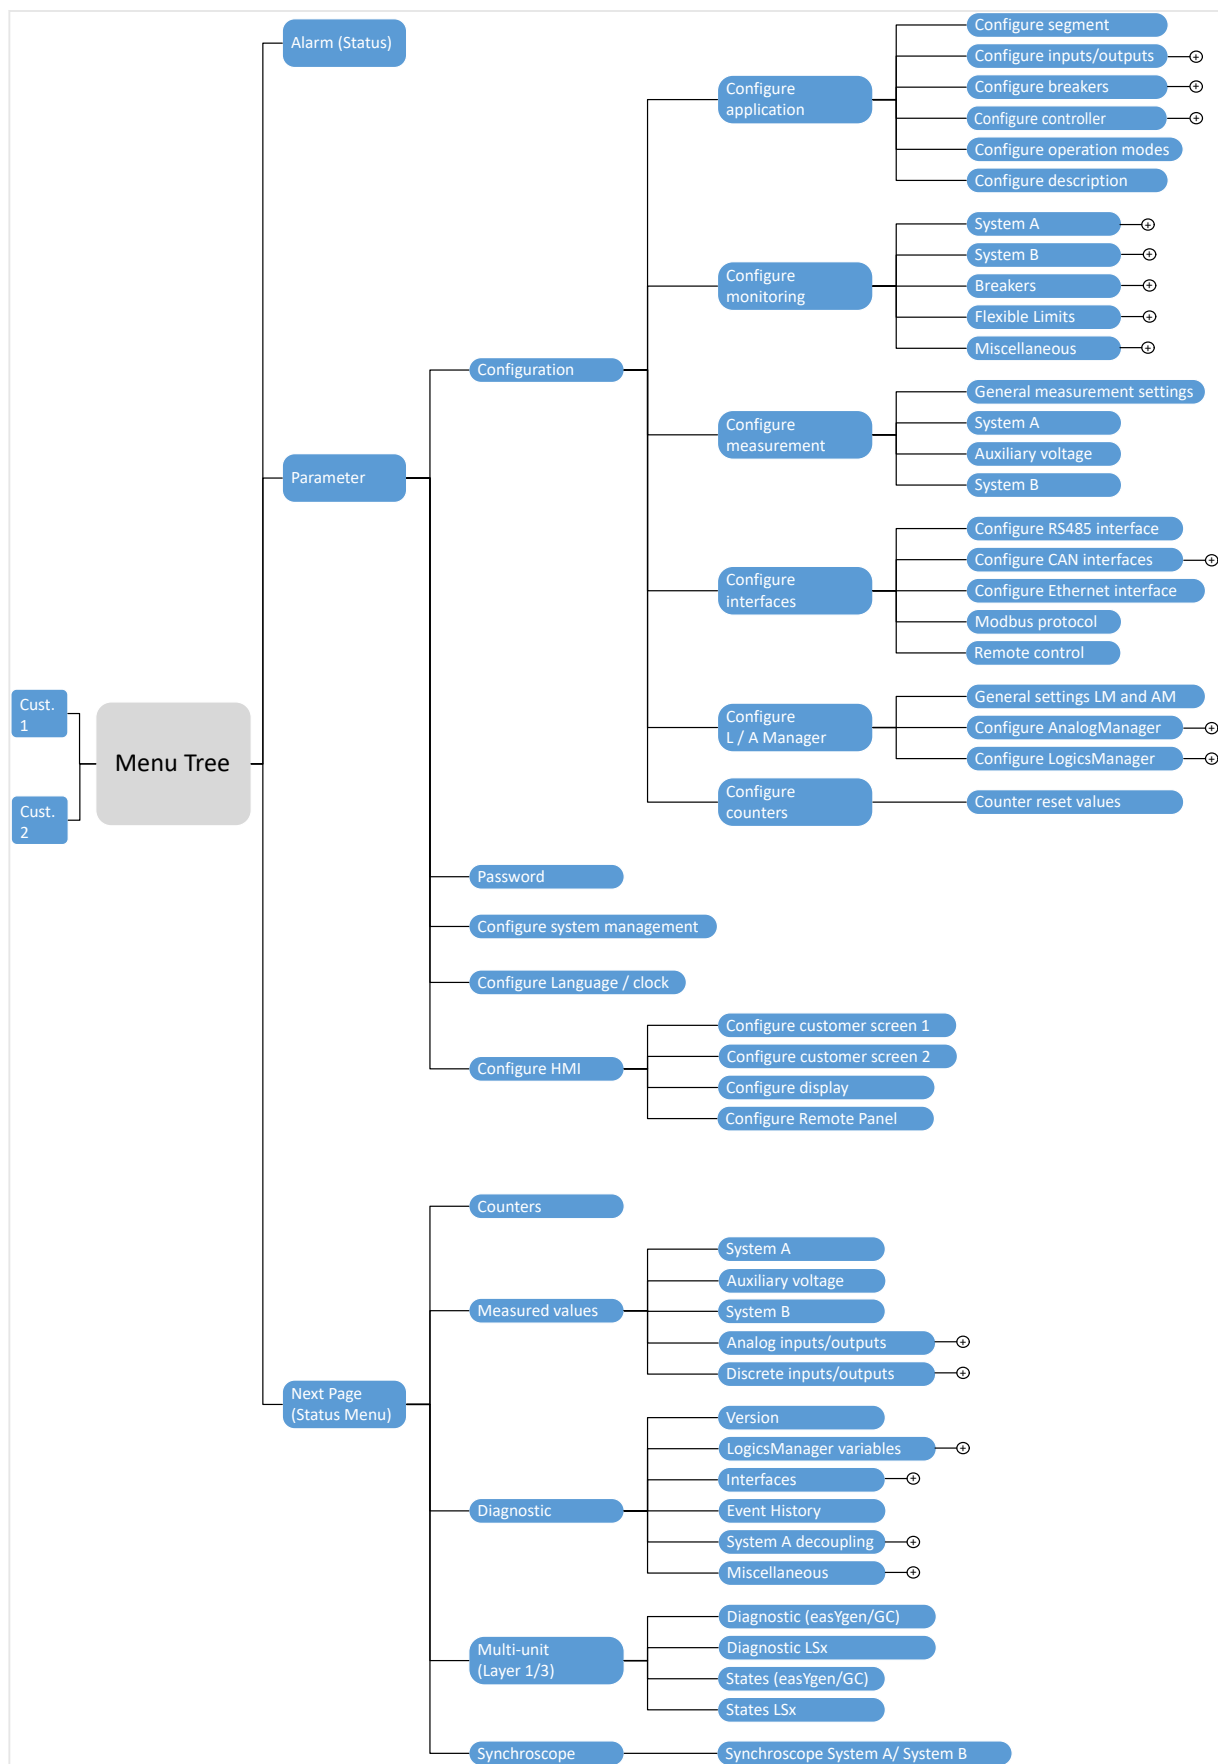 Cust.
1
Cust.
2
Menu Tree
Alarm (Status)
Parameter
Configuration
Configure
application
Configure segment
Configure inputs/outputs
Configure breakers
Configure controller
Configure operation modes
Configure description
Configure
monitoring
System A
System B
Breakers
Flexible Limits
Miscellaneous
Configure
measurement
General measurement settings
System A
Auxiliary voltage
System B
Configure
interfaces
Configure RS485 interface
Configure CAN interfaces
Configure Ethernet interface
Modbus protocol
Remote control
Configure
L / A Manager
General settings LM and AM
Configure AnalogManager
Configure LogicsManager
Configure
counters
Counter reset values
Password
Configure system management
Configure Language / clock
Configure HMI
Configure customer screen 1
Configure customer screen 2
Configure display
Configure Remote Panel
Next Page
(Status Menu)
Counters
Measured values
System A
Auxiliary voltage
System B
Analog inputs/outputs
Discrete inputs/outputs
Diagnostic
Version
LogicsManager variables
Interfaces
Event History
System A decoupling
Miscellaneous
Multi-unit
(Layer 1/3)
Diagnostic (easYgen/GC)
Diagnostic LSx
States (easYgen/GC)
States LSx
Synchroscope
Synchroscope System A/ System B